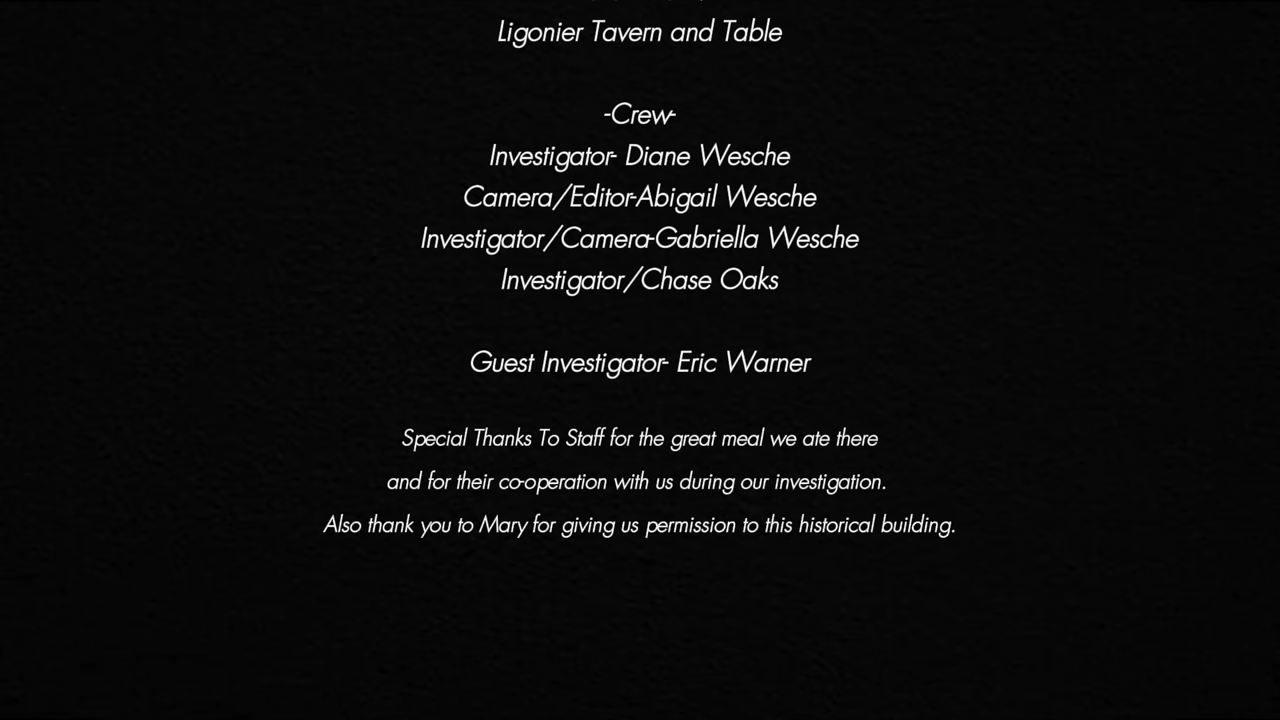 Ligonier Tavern and Table
-Crew-
Investigator- Diane Wesche
Camera/Editor-Abigail Wesche
Investigator/Camera-Gabriella Wesche
Investigator/Chase Oaks
Guest Investigator- Eric Warner
Special Thanks To Staff for the great meal we ate there
and for their co-operation with us during our investigation.
Also thank you to Mary for giving us permission to this historical building.